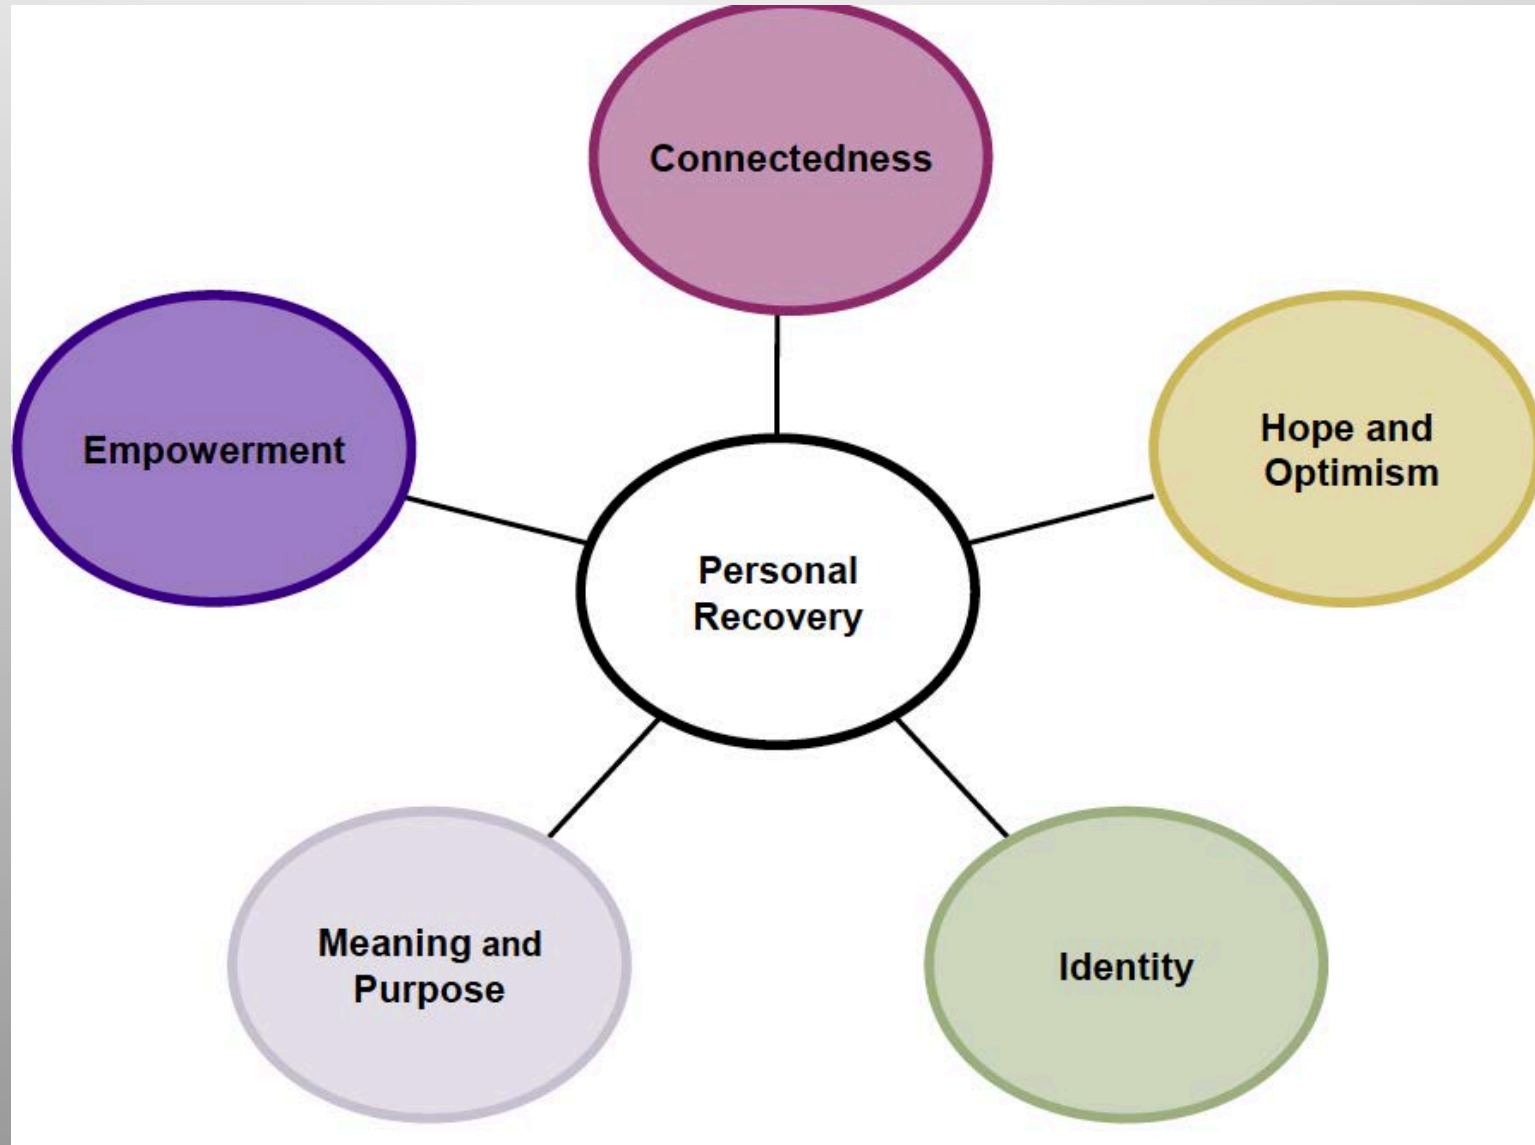 Connectedness
Empowerment
Hope and
Optimism
Personal
Recovery
Meaning and
Purpose
Identity